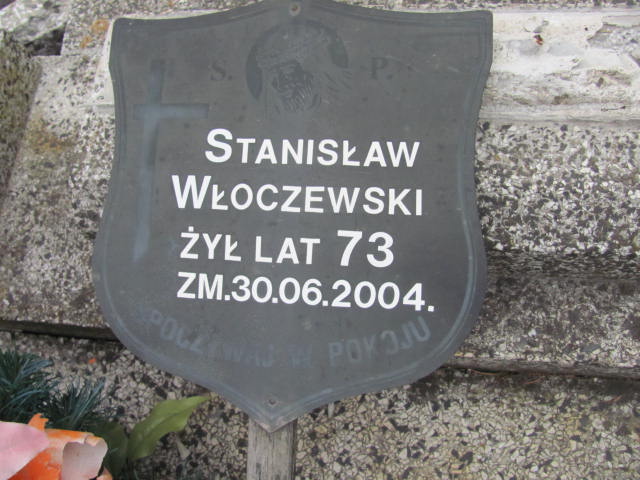 S. P.
STANISŁAW
WŁOCZEWSKI
ŻYŁ LAT 73
ZM.30.06.2004.
SPOCZYWAJ W POKOJU